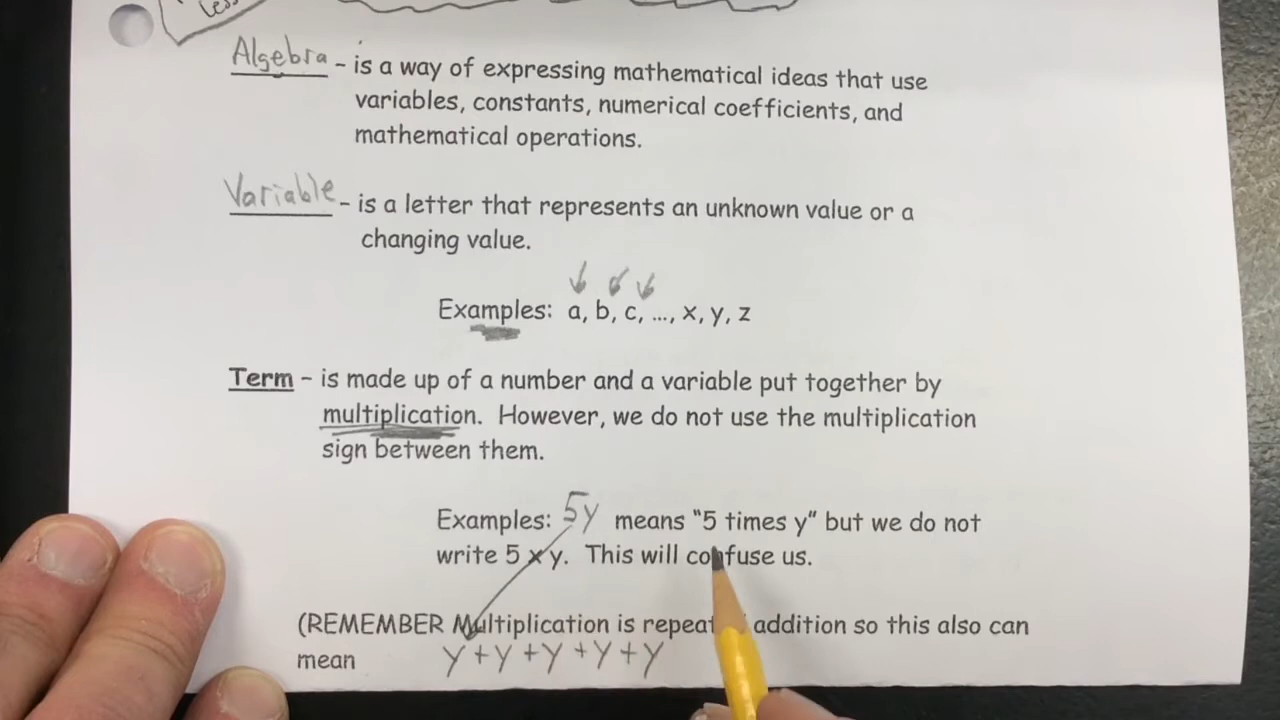 Less
Algebra - is a way of expressing mathematical ideas that use
variables, constants, numerical coefficients, and
mathematical operations.
Variable - is a letter that represents an unknown value or a
changing value.
Examples: a, b, c, ..., x, y, z
Term - is made up of a number and a variable put together by
multiplication. However, we do not use the multiplication
sign between them.
Examples: 5y means "5 times y" but we do not
write 5 x y. This will confuse us.
(REMEMBER Multiplication is repeated addition so this also can
mean y+y+y+y+y